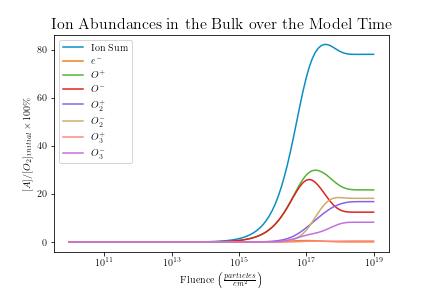 Ion Abundances in the Bulk over the Model Time
[A]/[O₂]ᵢₙᵢₜᵢₐₗ × 100%
80
60
40
20
0
Ion Sum
e⁻
O⁺
O⁻
O₂⁺
O₂⁻
O₃⁺
O₃⁻
10¹¹ 10¹³ 10¹⁵ 10¹⁷ 10¹⁹
Fluence (particles/cm²)